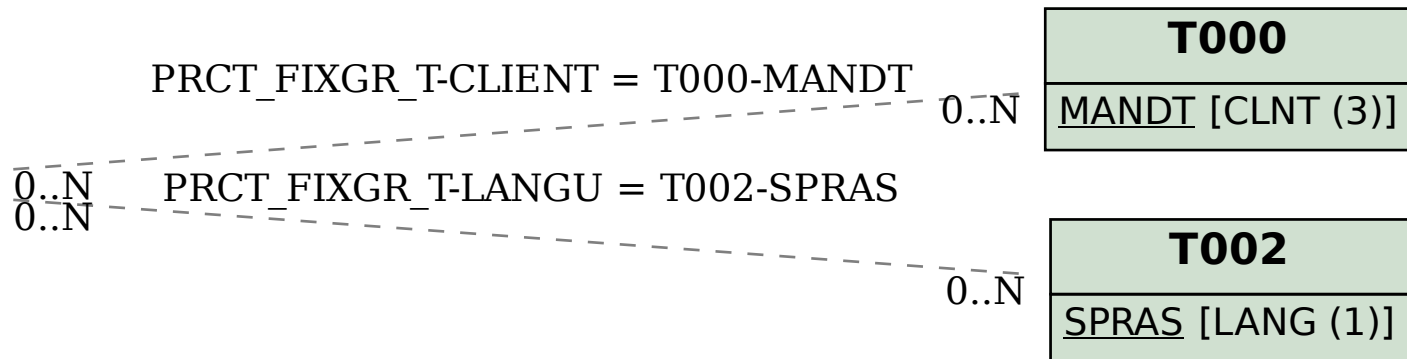 T000
PRCT_FIXGR_T-CLIENT = T000-MANDT
0..N
MANDT [CLNT (3)]
0..N
PRCT_FIXGR_T-LANGU = T002-SPRAS
0..N
T002
0..N
SPRAS [LANG (1)]